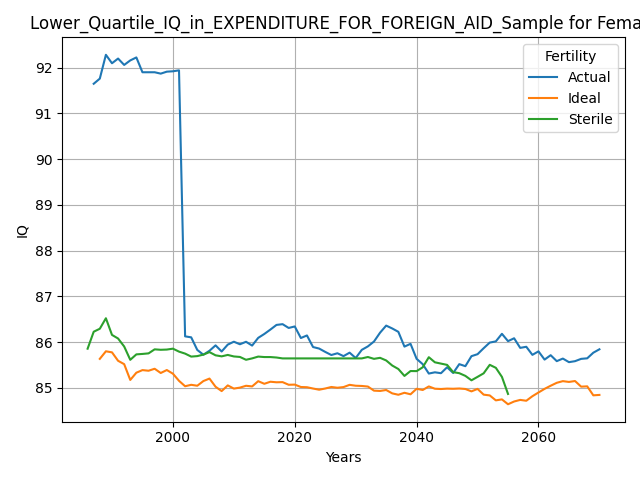 Lower_Quartile_IQ_in_EXPENDITURE_FOR_FOREIGN_AID_Sample for Fema
Fertility
Actual
Ideal
Sterile
92
91
90
89
88
87
86
85
IQ
2000
2020
2040
2060
Years